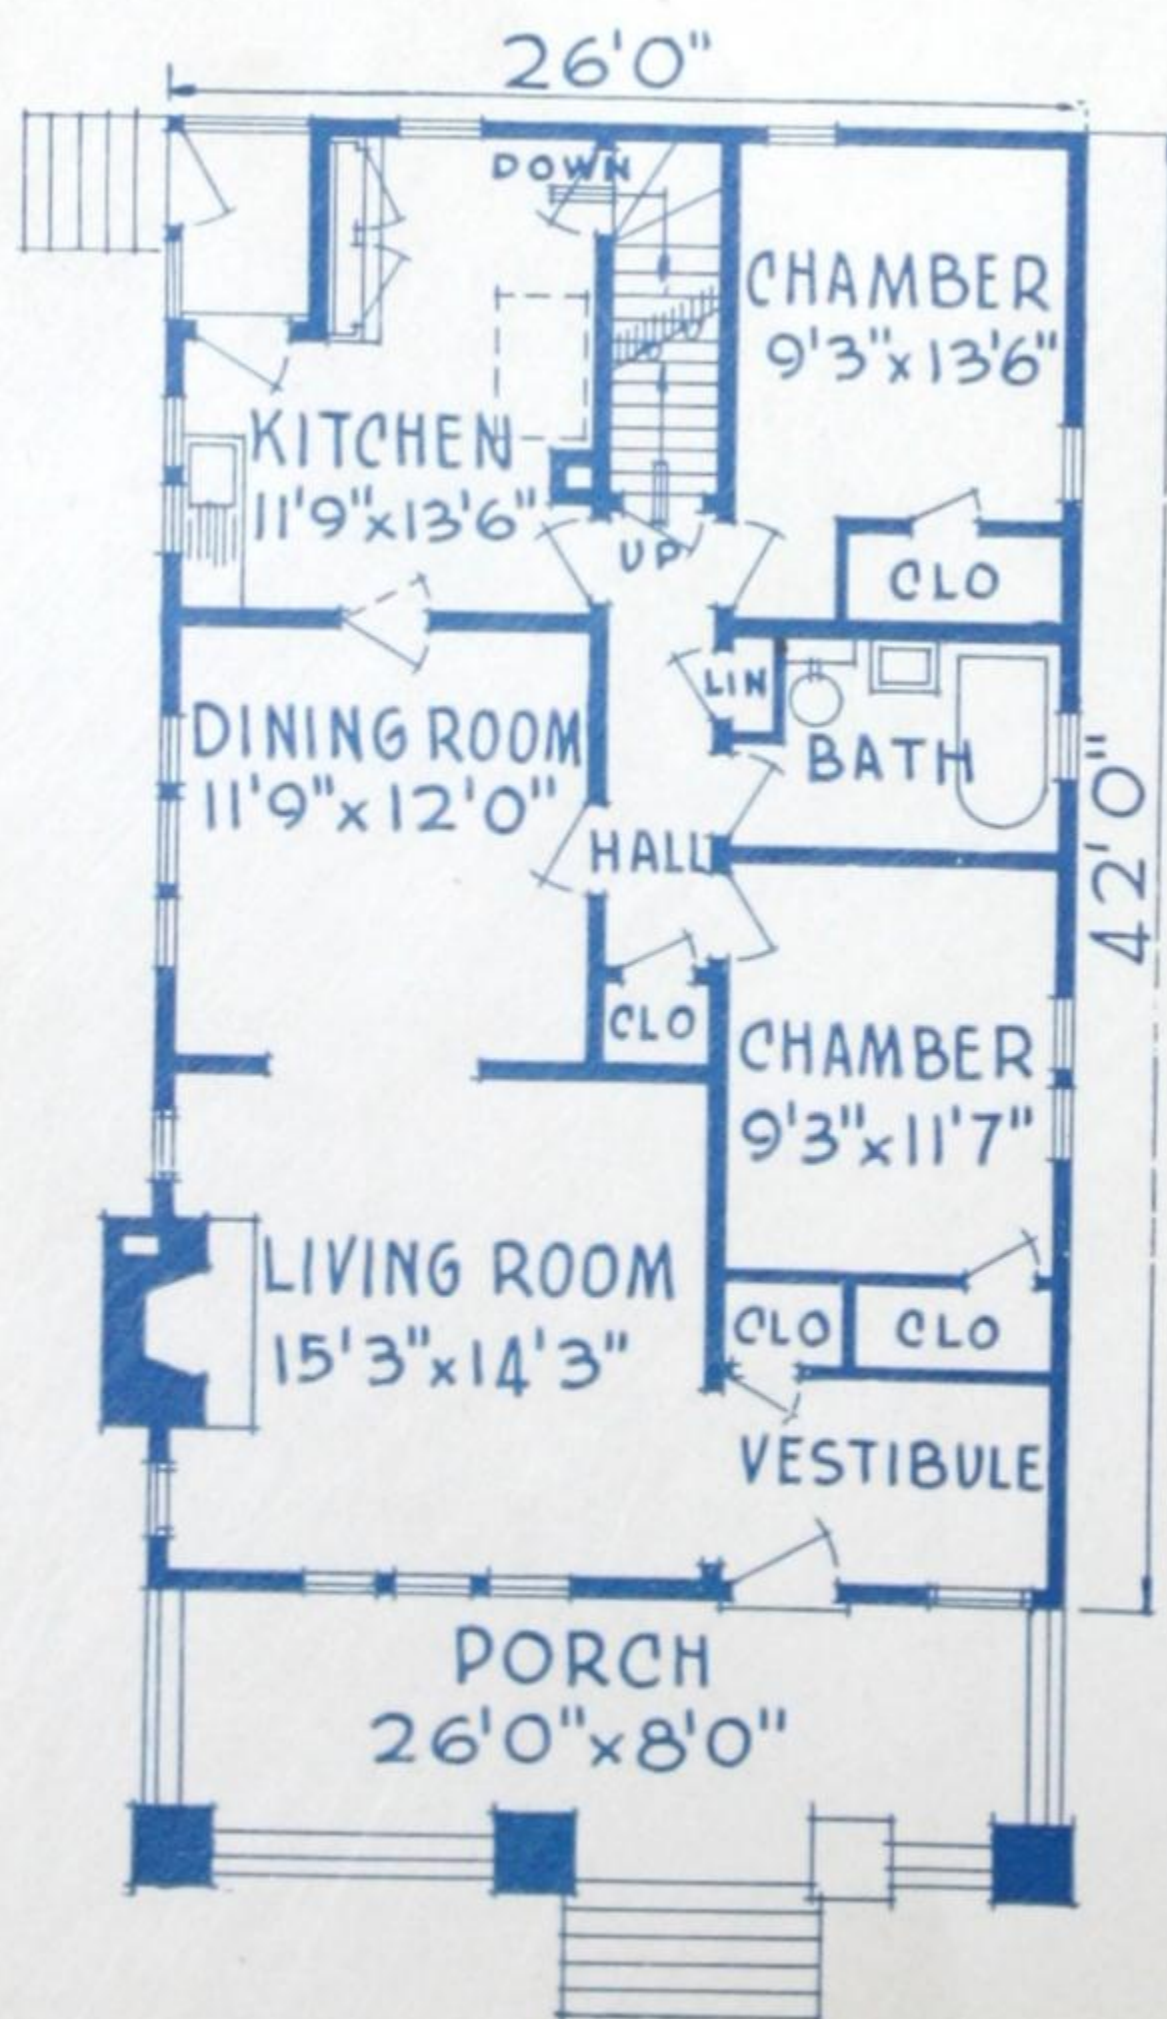 26'0"
DOWN
CHAMBER
9'3"x13'6"
KITCHEN
11'9"x13'6"
UP
CLO
LIN
DINING ROOM
11'9"x12'0"
BATH
HALL
42'0"
CLO
CHAMBER
9'3"x11'7"
LIVING ROOM
15'3"x14'3"
CLO
CLO
VESTIBULE
PORCH
26'0"x8'0"